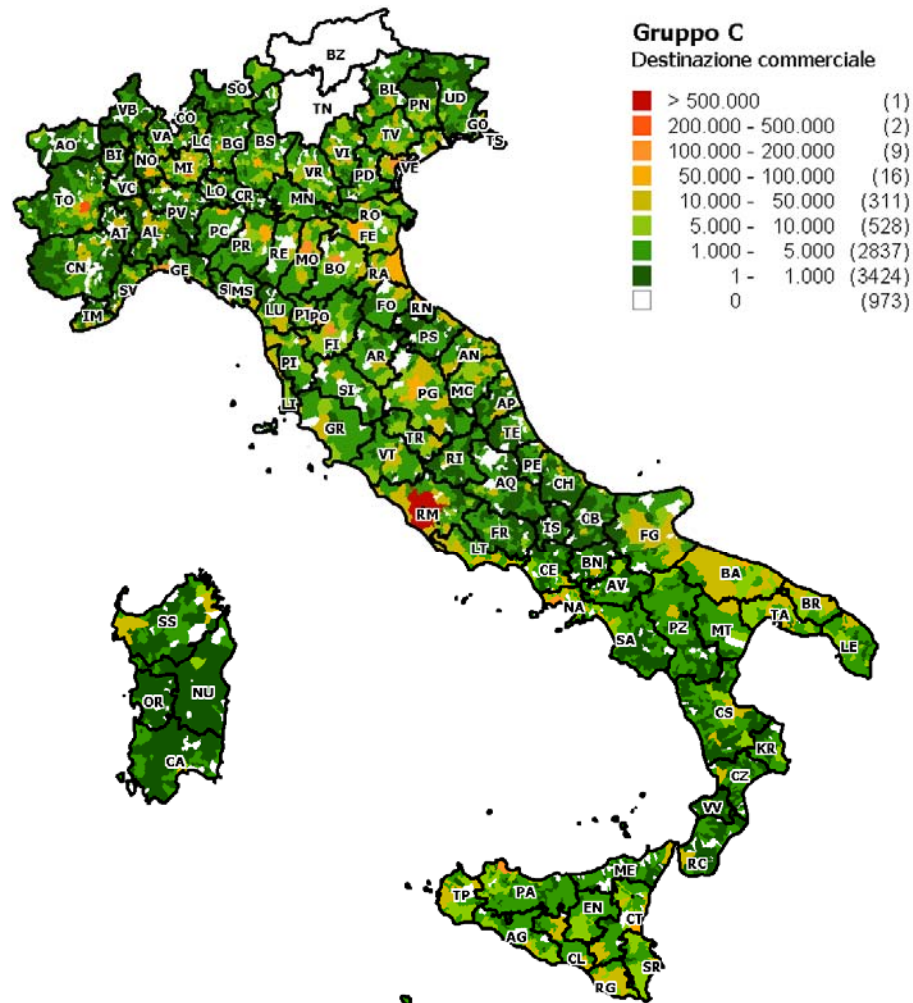 Gruppo C
Destinazione commerciale
> 500.000 (1)
200.000 - 500.000 (2)
100.000 - 200.000 (9)
50.000 - 100.000 (16)
10.000 - 50.000 (311)
5.000 - 10.000 (528)
1.000 - 5.000 (2837)
1 - 1.000 (3424)
0 (973)
BZ
TN
SO
BL
PN
UD
GO
TS
VB
CO
VA
LC
BG
BS
AO
BI
NO
MI
TV
VI
VR
PD
VE
TO
VC
LO
CR
MN
PV
RO
AT
AL
PC
PR
FE
RE
MO
BO
RA
CN
GE
SV
MS
IM
LU
PO
FO
RN
PS
FI
PI
AR
AN
SI
PG
MC
LI
AP
GR
TR
TE
VT
RI
PE
AQ
CH
RM
FR
IS
CB
FG
LT
CE
BN
BA
AV
NA
BR
TA
PZ
MT
SA
LE
SS
OR
NU
CA
CS
KR
CZ
VV
RC
ME
TP
PA
EN
CT
AG
CL
SR
RG